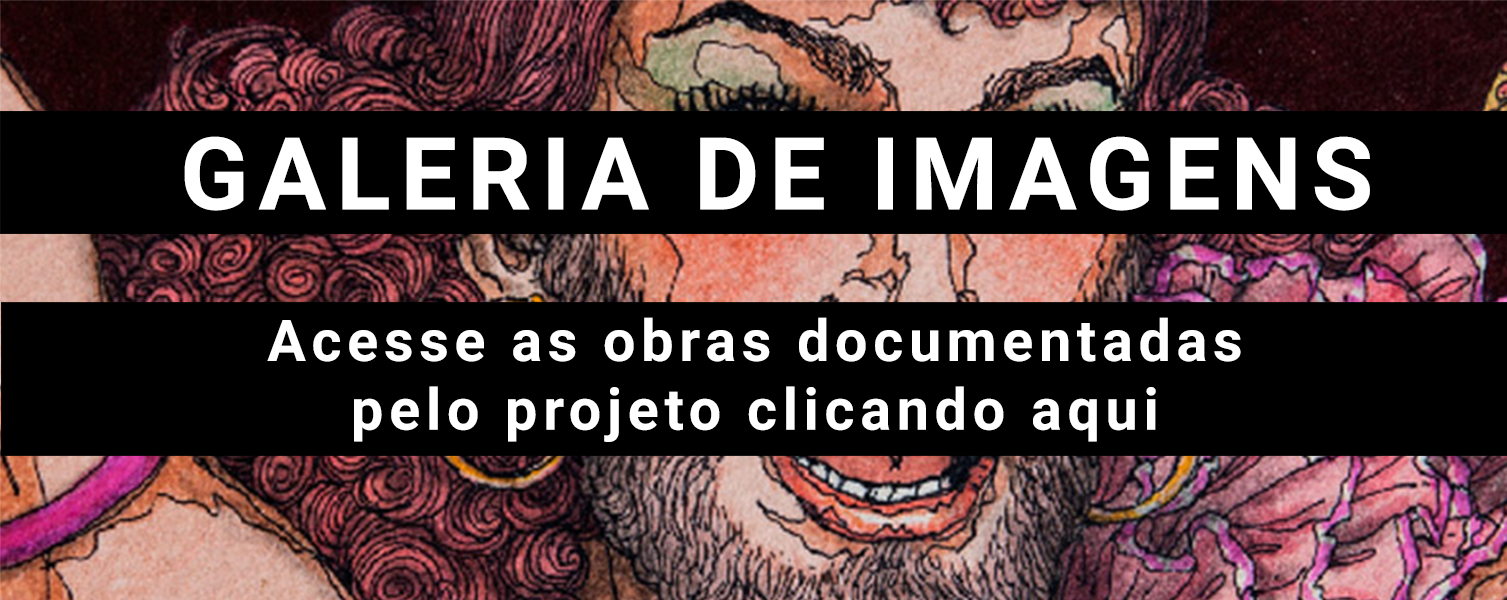 GALERIA DE IMAGENS
Acesse as obras documentadas
pelo projeto clicando aqui